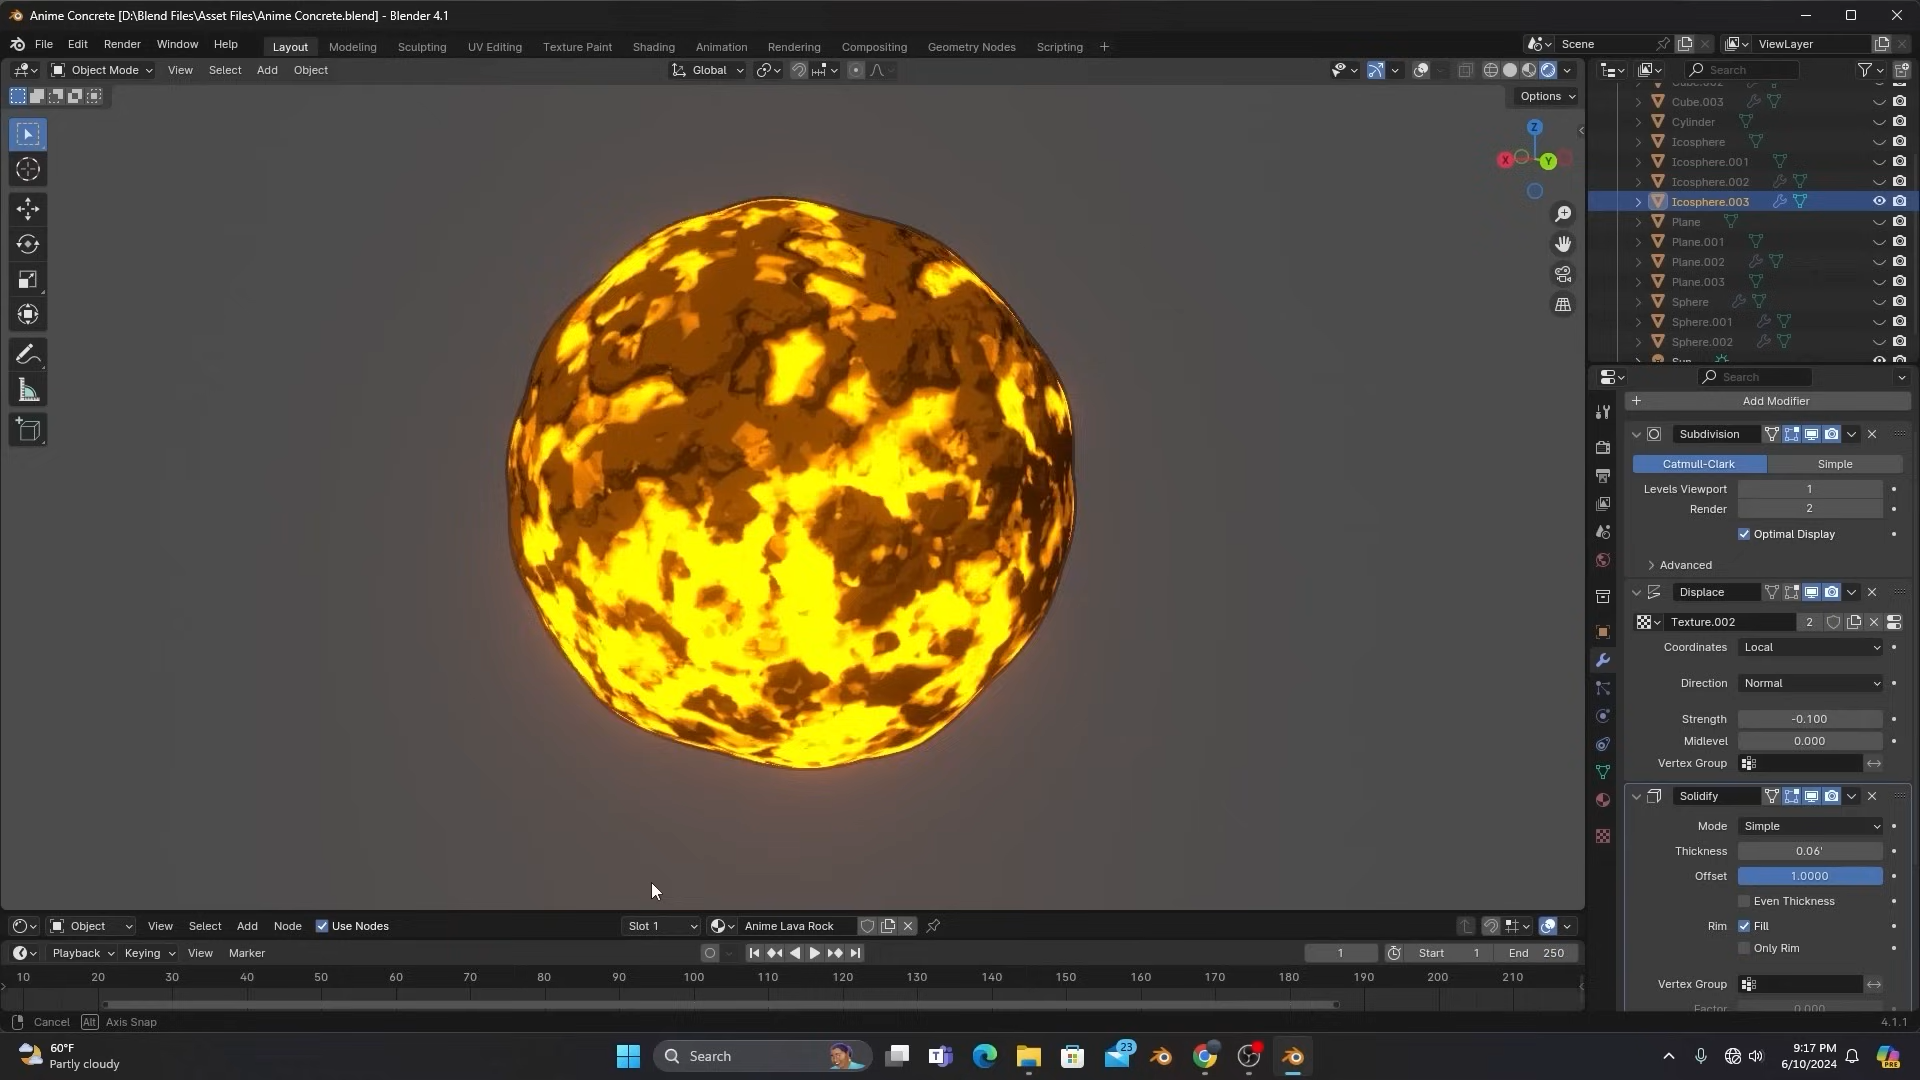 Anime Concrete [D:\Blend Files\Asset Files\Anime Concrete.blend] - Blender 4.1
File Edit Render Window Help
Layout Modeling Sculpting UV Editing Texture Paint Shading Animation Rendering Compositing Geometry Nodes Scripting +
Scene
ViewLayer
Object Mode View Select Add Object
Global
Search
Options
Z
X
Y
Cube.003
Cylinder
Icosphere
Icosphere.001
Icosphere.002
Icosphere.003
Plane
Plane.001
Plane.002
Plane.003
Sphere
Sphere.001
Sphere.002
Sun
Search
+ Add Modifier
Subdivision
Catmull-Clark Simple
Levels Viewport 1
Render 2
Optimal Display
Advanced
Displace
Texture.002 2
Coordinates Local
Direction Normal
Strength -0.100
Midlevel 0.000
Vertex Group
Solidify
Mode Simple
Thickness 0.06'
Offset 1.0000
Even Thickness
Rim Fill
Only Rim
Vertex Group
Factor 0.000
Object View Select Add Node Use Nodes Slot 1 Anime Lava Rock
Playback Keying View Marker 1 Start 1 End 250
10 20 30 40 50 60 70 80 90 100 110 120 130 140 150 160 170 180 190 200 210
Cancel Alt Axis Snap
4.1.1
60°F
Partly cloudy
Search
23
9:17 PM
6/10/2024
PRE